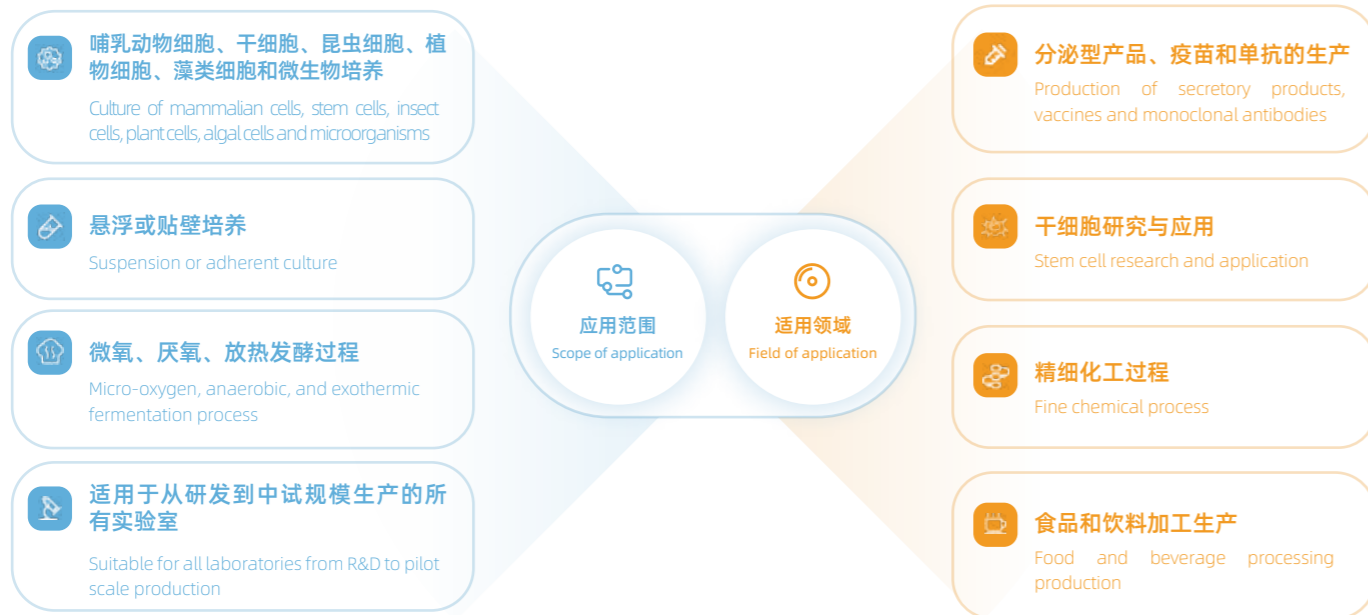 哺乳动物细胞、干细胞、昆虫细胞、植
物细胞、藻类细胞和微生物培养
Culture of mammalian cells, stem cells, insect
cells, plant cells, algal cells and microorganisms
悬浮或贴壁培养
Suspension or adherent culture
微氧、厌氧、放热发酵过程
Micro-oxygen, anaerobic, and exothermic
fermentation process
适用于从研发到中试规模生产的所
有实验室
Suitable for all laboratories from R&D to pilot
scale production
应用范围
Scope of application
适用领域
Field of application
分泌型产品、疫苗和单抗的生产
Production of secretory products,
vaccines and monoclonal antibodies
干细胞研究与应用
Stem cell research and application
精细化工过程
Fine chemical process
食品和饮料加工生产
Food and beverage processing
production